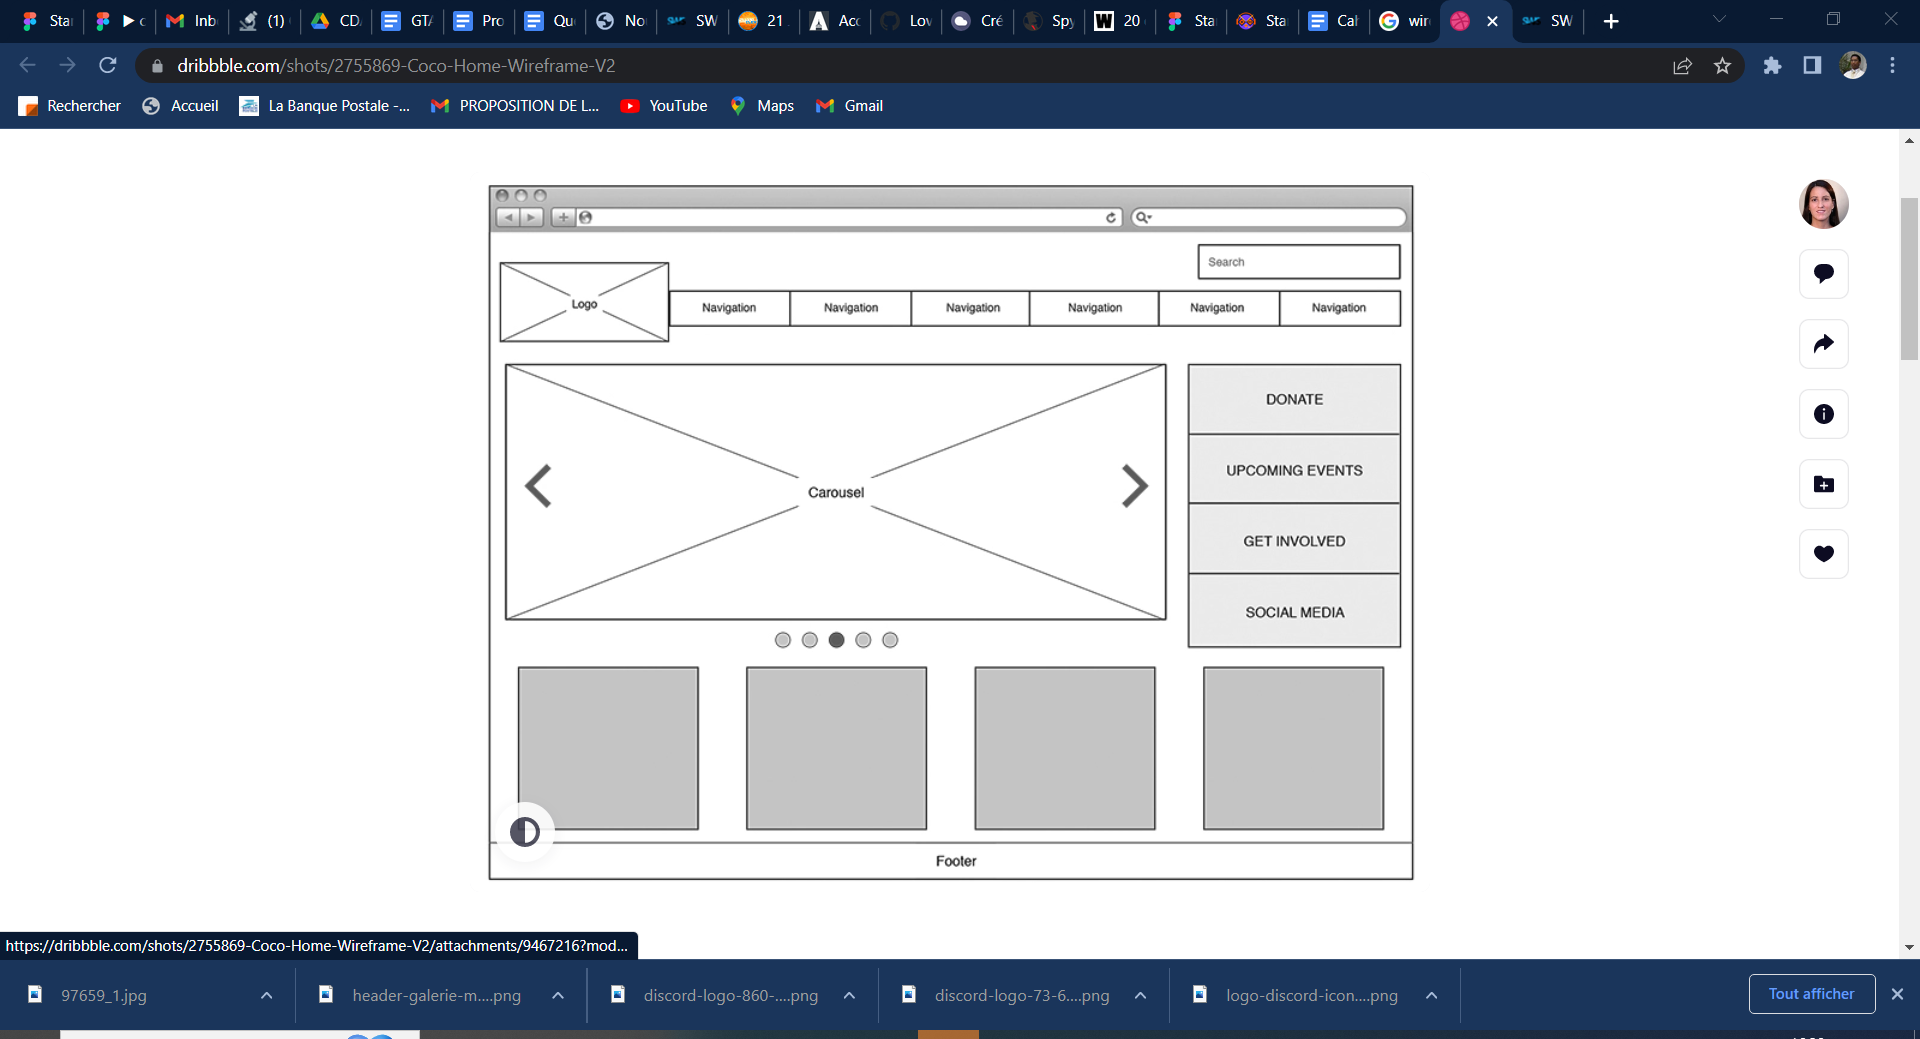 Sta
c
Inb
(1)
CD
GTA
Pro
Qu
No
SW
21
Acc
Lov
Cré
Spy
20
Sta
Sta
Cah
wir
SW
dribbble.com/shots/2755869-Coco-Home-Wireframe-V2
Rechercher
Accueil
La Banque Postale -...
PROPOSITION DE L...
YouTube
Maps
Gmail
Search
Logo
Navigation
Navigation
Navigation
Navigation
Navigation
Navigation
DONATE
UPCOMING EVENTS
Carousel
GET INVOLVED
SOCIAL MEDIA
Footer
https://dribbble.com/shots/2755869-Coco-Home-Wireframe-V2/attachments/9467216?mod...
97659_1.jpg
header-galerie-m....png
discord-logo-860-....png
discord-logo-73-6....png
logo-discord-icon....png
Tout afficher